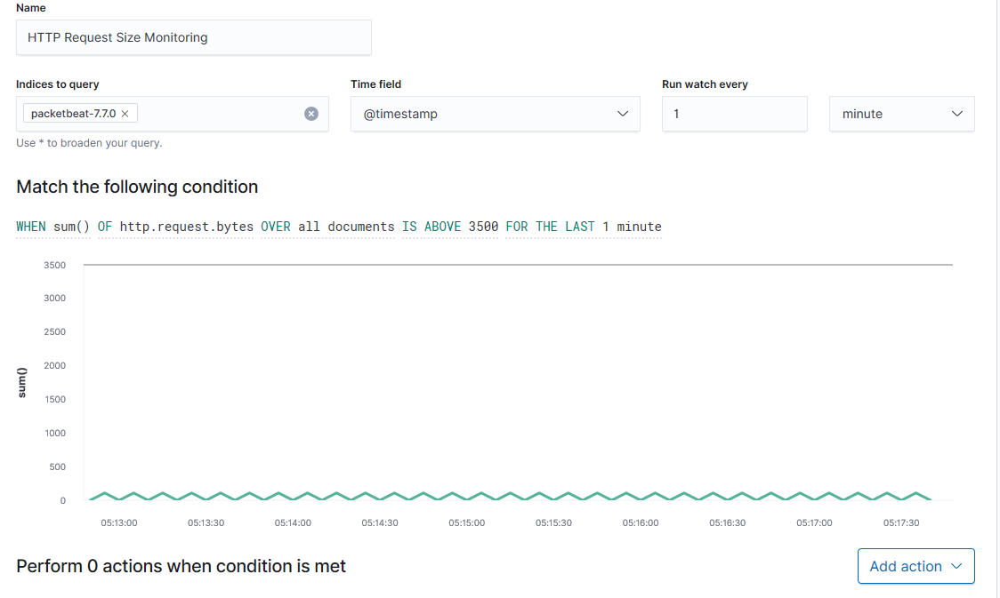 Name
HTTP Request Size Monitoring
Indices to query Time field Run watch every
packetbeat-7.7.0 × @timestamp 1 minute
Use * to broaden your query.
Match the following condition
WHEN sum() OF http.request.bytes OVER all documents IS ABOVE 3500 FOR THE LAST 1 minute
3500
3000
2500
2000
sum()
1500
1000
500
0
05:13:00 05:13:30 05:14:00 05:14:30 05:15:00 05:15:30 05:16:00 05:16:30 05:17:00 05:17:30
Perform 0 actions when condition is met Add action